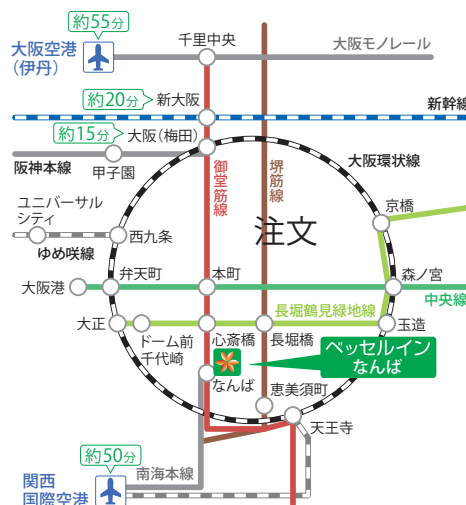 約55分
大阪空港
（伊丹）
千里中央
大阪モノレール
約20分
新大阪
新幹線
約15分
大阪（梅田）
阪神本線
甲子園
御堂筋線
堺筋線
大阪環状線
ユニバーサル
シティ
ゆめ咲線
西九条
注文
京橋
大阪港
弁天町
本町
森ノ宮
中央線
長堀鶴見緑地線
大正
ドーム前
千代崎
心斎橋
長堀橋
玉造
ベッセルイン
なんば
なんば
恵美須町
天王寺
約50分
南海本線
関西
国際空港